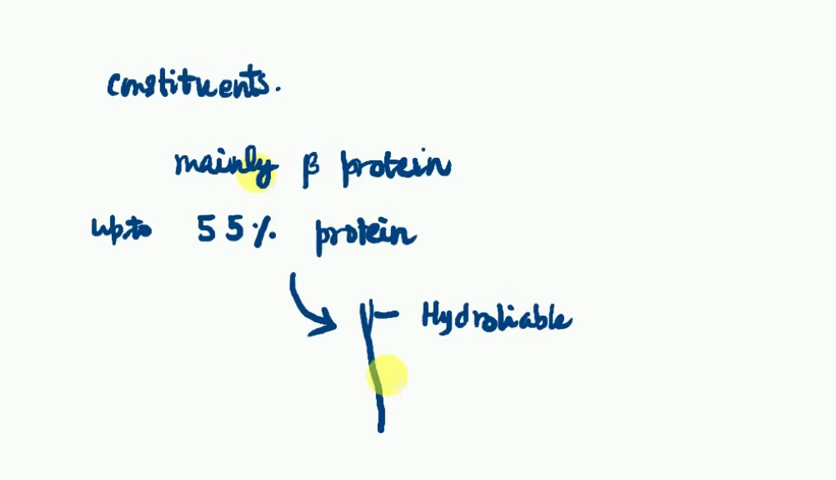 constituents.
mainly β protein
upto 55% protein
Hydroliable